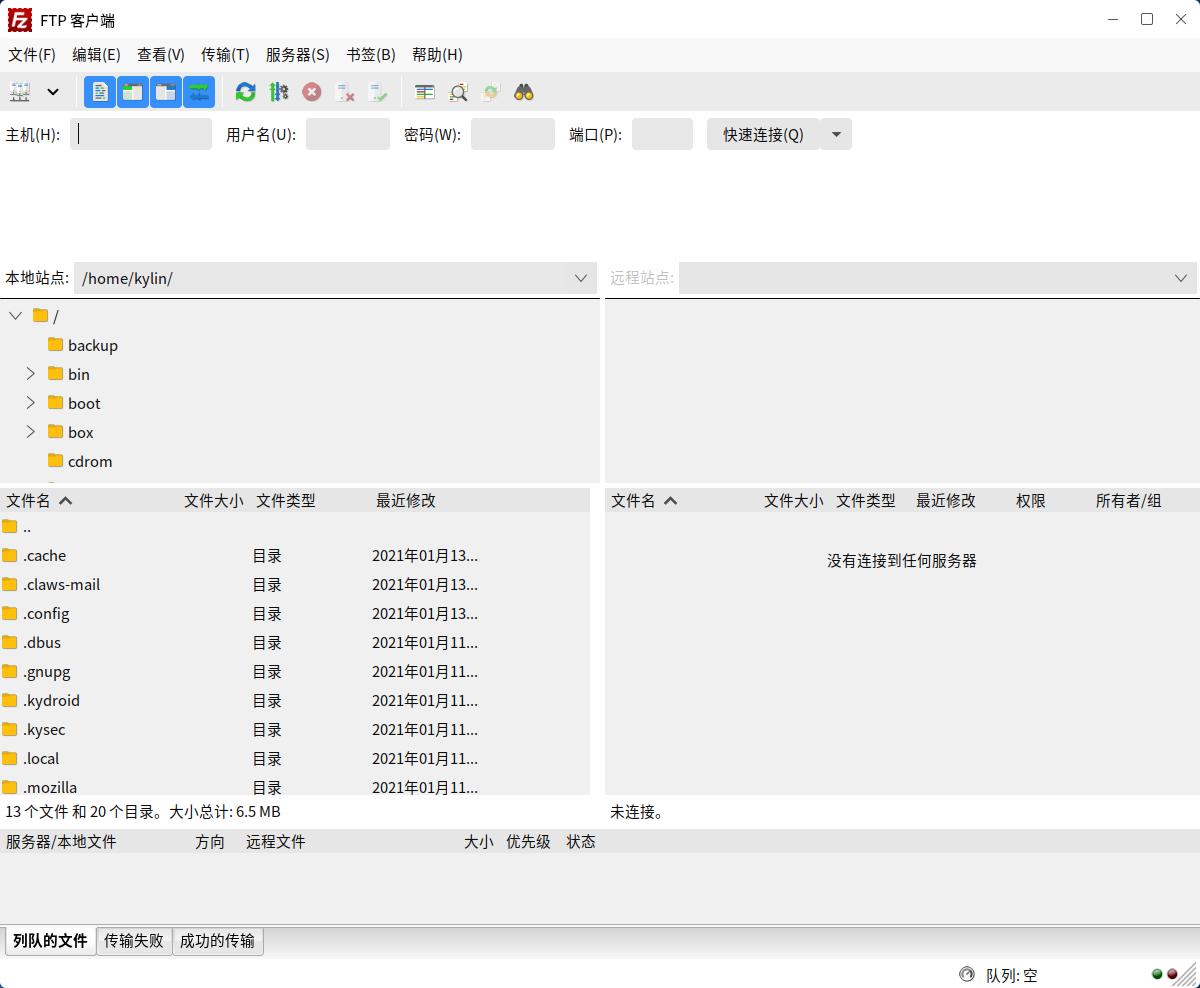 FTP 客户端
文件(F) 编辑(E) 查看(V) 传输(T) 服务器(S) 书签(B) 帮助(H)
主机(H): 用户名(U): 密码(W): 端口(P): 快速连接(Q)
本地站点: /home/kylin/ 远程站点:
/
backup
bin
boot
box
cdrom
文件名 文件大小 文件类型 最近修改
..
.cache 目录 2021年01月13...
.claws-mail 目录 2021年01月13...
.config 目录 2021年01月13...
.dbus 目录 2021年01月11...
.gnupg 目录 2021年01月11...
.kydroid 目录 2021年01月11...
.kysec 目录 2021年01月11...
.local 目录 2021年01月11...
.mozilla 目录 2021年01月11...
13 个文件 和 20 个目录。大小总计: 6.5 MB
文件名 文件大小 文件类型 最近修改 权限 所有者/组
没有连接到任何服务器
未连接。
服务器/本地文件 方向 远程文件 大小 优先级 状态
列队的文件 传输失败 成功的传输
队列: 空